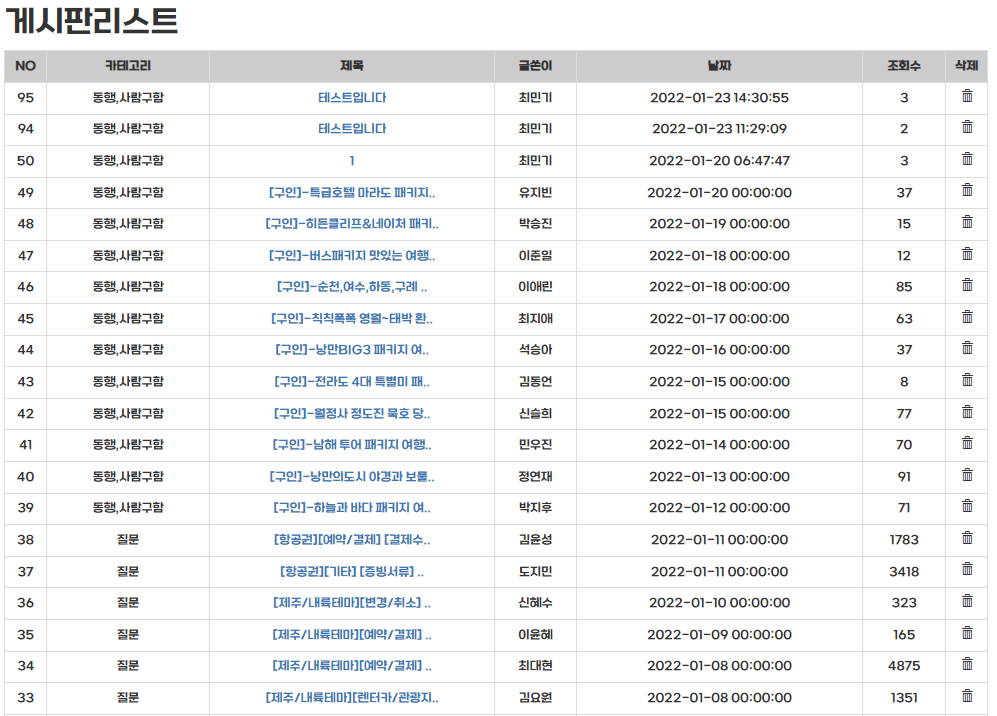 게시판리스트
NO 카테고리 제목 글쓴이 날짜 조회수 삭제
95 동행,사람구함 테스트입니다 최민기 2022-01-23 14:30:55 3
94 동행,사람구함 테스트입니다 최민기 2022-01-23 11:29:09 2
50 동행,사람구함 1 최민기 2022-01-20 06:47:47 3
49 동행,사람구함 [구인]-특급호텔 마라도 패키지.. 유지빈 2022-01-20 00:00:00 37
48 동행,사람구함 [구인]-히든클리프&네이처 패키.. 박승진 2022-01-19 00:00:00 15
47 동행,사람구함 [구인]-버스패키지 맛있는 여행.. 이준일 2022-01-18 00:00:00 12
46 동행,사람구함 [구인]-순천,여수,하동,구례 .. 이애린 2022-01-18 00:00:00 85
45 동행,사람구함 [구인]-칙칙폭폭 영월~태박 환.. 최지애 2022-01-17 00:00:00 63
44 동행,사람구함 [구인]-낭만BIG3 패키지 여.. 석승아 2022-01-16 00:00:00 37
43 동행,사람구함 [구인]-전라도 4대 특별미 패.. 김동언 2022-01-15 00:00:00 8
42 동행,사람구함 [구인]-월정사 정도진 묵호 당.. 신슬희 2022-01-15 00:00:00 77
41 동행,사람구함 [구인]-남해 투어 패키지 여행.. 민우진 2022-01-14 00:00:00 70
40 동행,사람구함 [구인]-낭만의도시 야경과 보물.. 정연재 2022-01-13 00:00:00 91
39 동행,사람구함 [구인]-하늘과 바다 패키지 여.. 박지후 2022-01-12 00:00:00 71
38 질문 [항공권][예약/결제] [결제수.. 김윤성 2022-01-11 00:00:00 1783
37 질문 [항공권][기타] [증빙서류] .. 도지민 2022-01-11 00:00:00 3418
36 질문 [제주/내륙테마][변경/취소] .. 신혜수 2022-01-10 00:00:00 323
35 질문 [제주/내륙테마][예약/결제] .. 이윤혜 2022-01-09 00:00:00 165
34 질문 [제주/내륙테마][예약/결제] .. 최대현 2022-01-08 00:00:00 4875
33 질문 [제주/내륙테마][렌터카/관광지.. 김요원 2022-01-08 00:00:00 1351